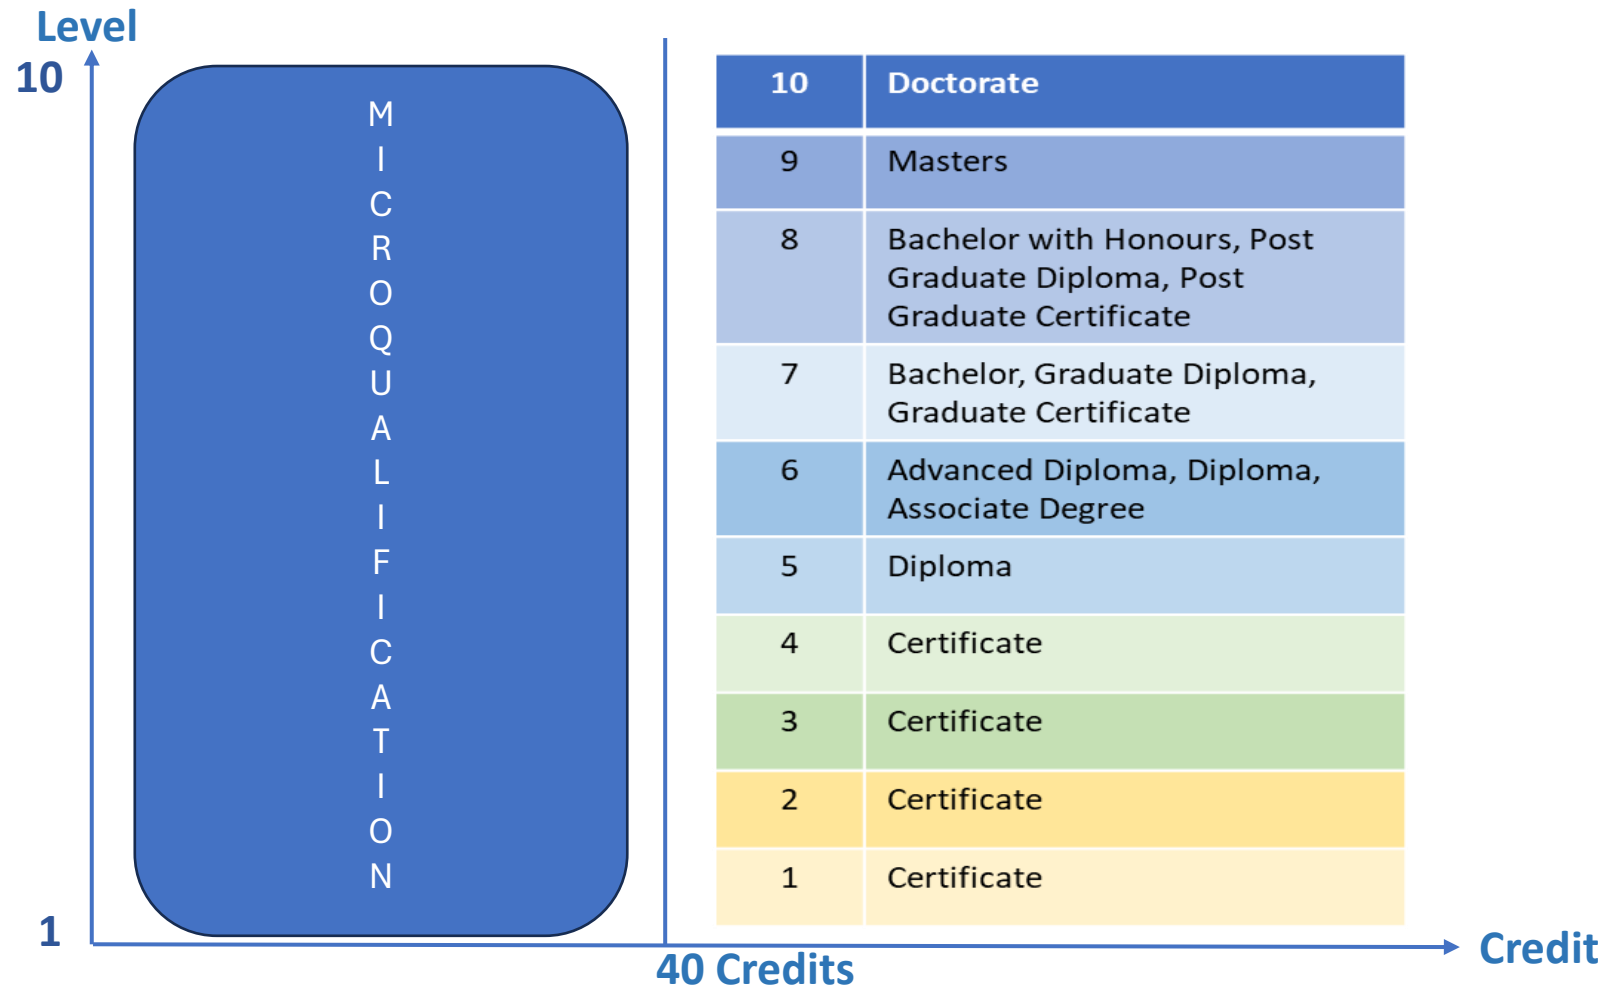 Level
10
M
I
C
R
O
Q
U
A
L
I
F
I
C
A
T
I
O
N
1
10 Doctorate
9 Masters
8 Bachelor with Honours, Post
Graduate Diploma, Post
Graduate Certificate
7 Bachelor, Graduate Diploma,
Graduate Certificate
6 Advanced Diploma, Diploma,
Associate Degree
5 Diploma
4 Certificate
3 Certificate
2 Certificate
1 Certificate
40 Credits
Credit